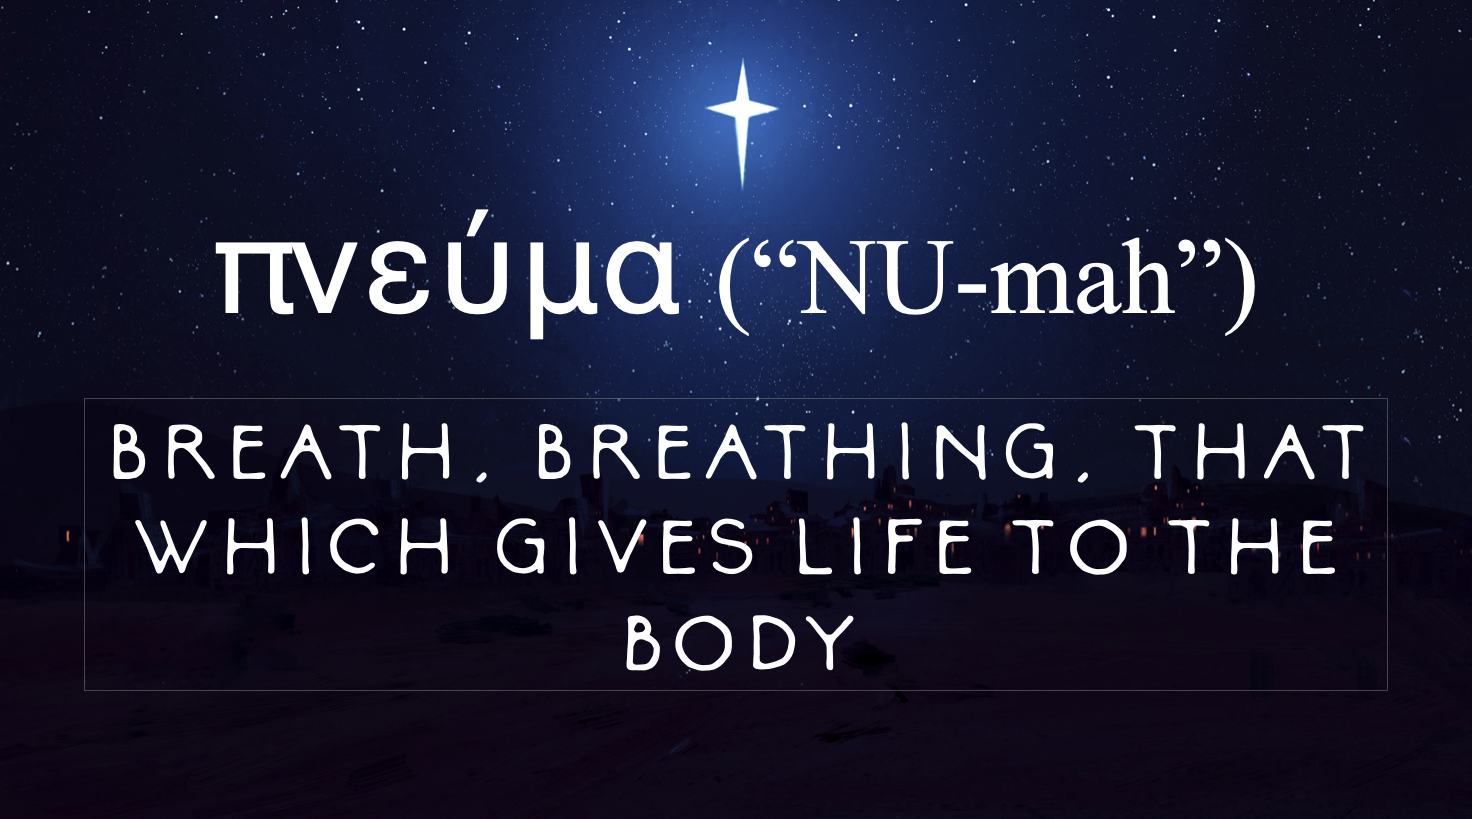 πνεύμα (“NU-mah”)
BREATH, BREATHING, THAT
WHICH GIVES LIFE TO THE
BODY